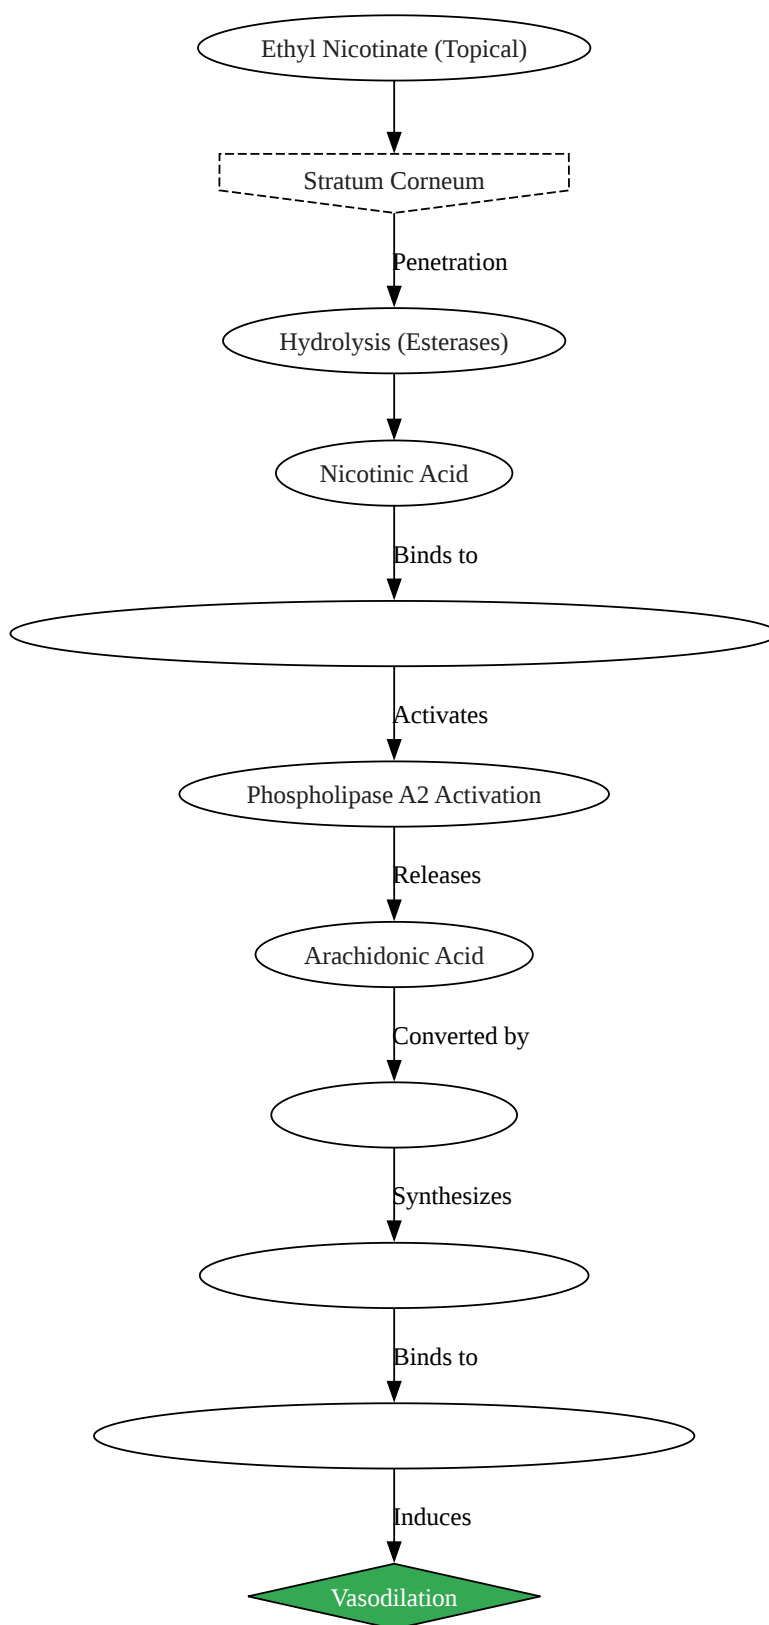 Ethyl Nicotinate (Topical)
Stratum Corneum
Penetration
Hydrolysis (Esterases)
Nicotinic Acid
Binds to
Activates
Phospholipase A2 Activation
Releases
Arachidonic Acid
Converted by
Synthesizes
Binds to
Induces
Vasodilation